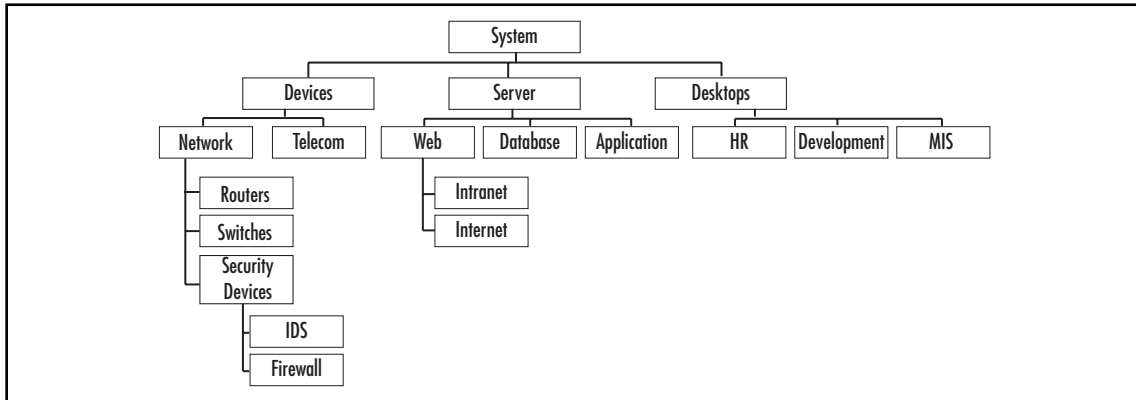 System
Devices
Server
Desktops
Network
Telecom
Web
Database
Application
HR
Development
MIS
Routers
Intranet
Switches
Internet
Security
Devices
IDS
Firewall